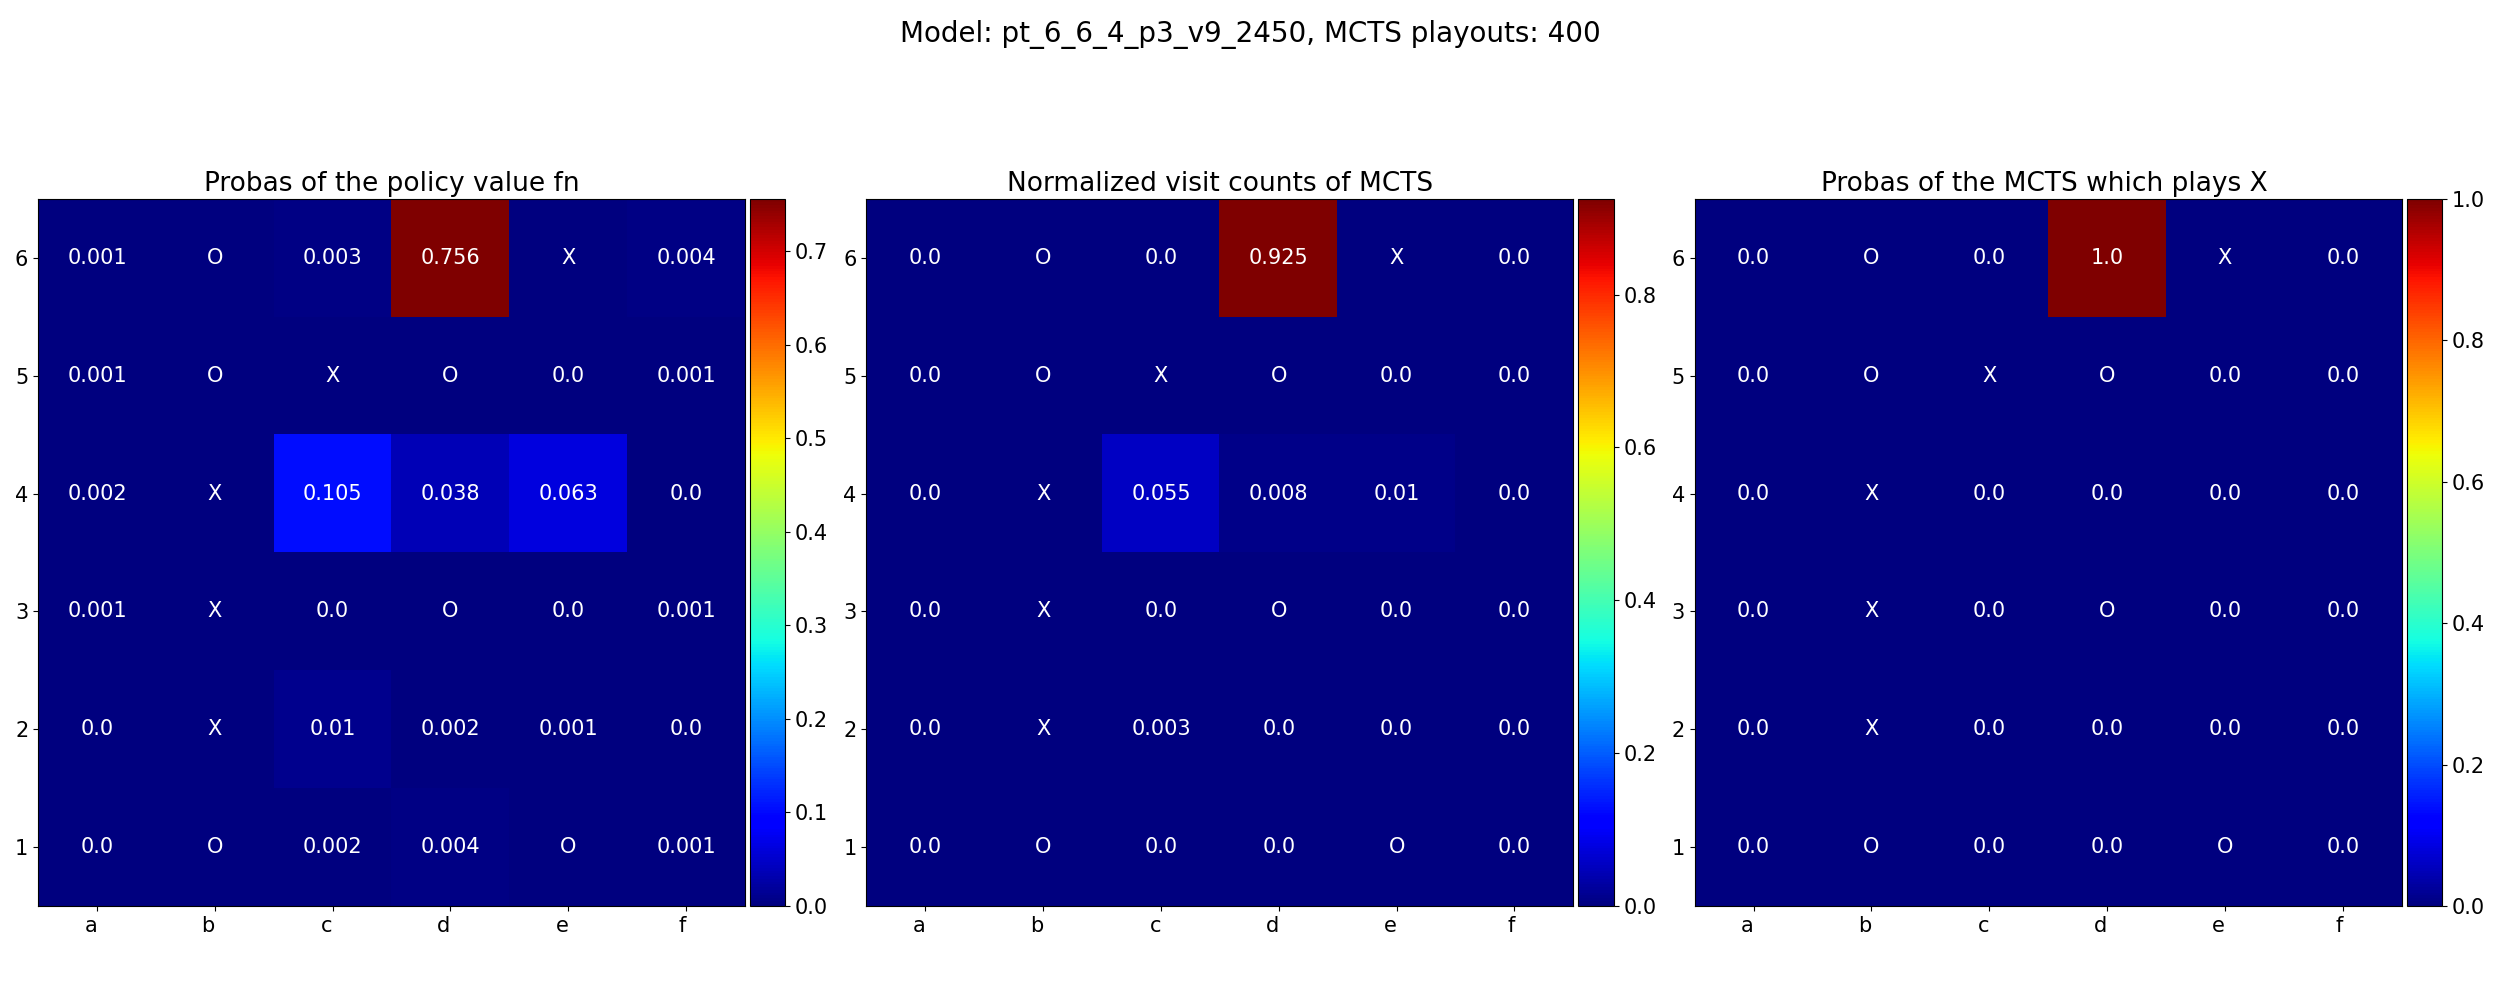 Model: pt_6_6_4_p3_v9_2450, MCTS playouts: 400
Probas of the policy value fn
6 0.001 O 0.003 0.756 X 0.004
5 0.001 O X O 0.0 0.001
4 0.002 X 0.105 0.038 0.063 0.0
3 0.001 X 0.0 O 0.0 0.001
2 0.0 X 0.01 0.002 0.001 0.0
1 0.0 O 0.002 0.004 O 0.001
a b c d e f
0.7
0.6
0.5
0.4
0.3
0.2
0.1
0.0
Normalized visit counts of MCTS
6 0.0 O 0.0 0.925 X 0.0
5 0.0 O X O 0.0 0.0
4 0.0 X 0.055 0.008 0.01 0.0
3 0.0 X 0.0 O 0.0 0.0
2 0.0 X 0.003 0.0 0.0 0.0
1 0.0 O 0.0 0.0 O 0.0
a b c d e f
0.8
0.6
0.4
0.2
0.0
Probas of the MCTS which plays X
6 0.0 O 0.0 1.0 X 0.0
5 0.0 O X O 0.0 0.0
4 0.0 X 0.0 0.0 0.0 0.0
3 0.0 X 0.0 O 0.0 0.0
2 0.0 X 0.0 0.0 0.0 0.0
1 0.0 O 0.0 0.0 O 0.0
a b c d e f
1.0
0.8
0.6
0.4
0.2
0.0